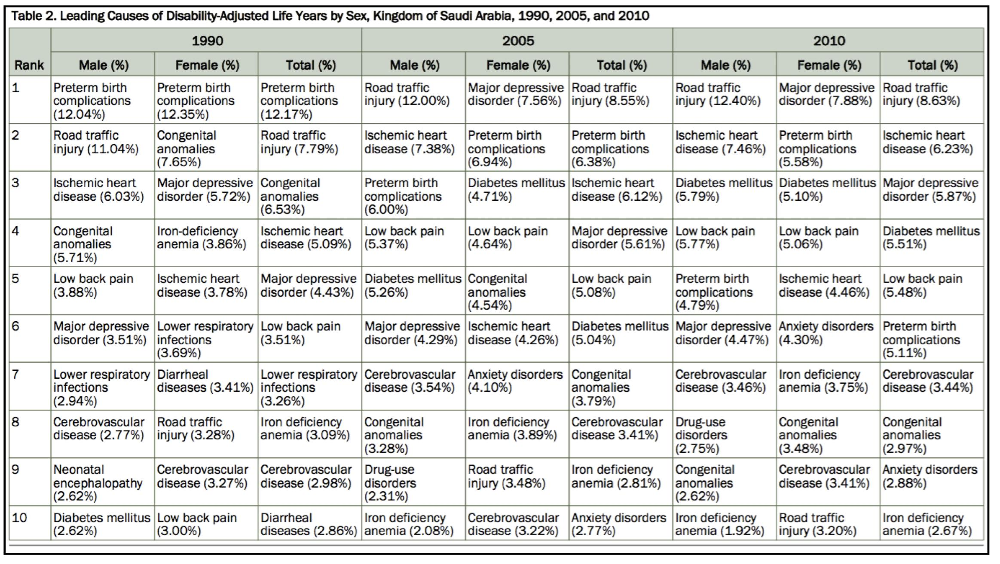 Table 2. Leading Causes of Disability-Adjusted Life Years by Sex, Kingdom of Saudi Arabia, 1990, 2005, and 2010
Rank
1990
2005
2010
Male (%)
Female (%)
Total (%)
Male (%)
Female (%)
Total (%)
Male (%)
Female (%)
Total (%)
1
Preterm birth
complications
(12.04%)
Preterm birth
complications
(12.35%)
Preterm birth
complications
(12.17%)
Road traffic
injury (12.00%)
Major depressive
disorder (7.56%)
Road traffic
injury (8.55%)
Road traffic
injury (12.40%)
Major depressive
disorder (7.88%)
Road traffic
injury (8.63%)
2
Road traffic
injury (11.04%)
Congenital
anomalies
(7.65%)
Road traffic
injury (7.79%)
Ischemic heart
disease (7.38%)
Preterm birth
complications
(6.94%)
Preterm birth
complications
(6.38%)
Ischemic heart
disease (7.46%)
Preterm birth
complications
(5.58%)
Ischemic heart
disease (6.23%)
3
Ischemic heart
disease (6.03%)
Major depressive
disorder (5.72%)
Congenital
anomalies
(6.53%)
Preterm birth
complications
(6.00%)
Diabetes mellitus
(4.71%)
Ischemic heart
disease (6.12%)
Diabetes mellitus
(5.79%)
Diabetes mellitus
(5.10%)
Major depressive
disorder (5.87%)
4
Congenital
anomalies
(5.71%)
Iron-deficiency
anemia (3.86%)
Ischemic heart
disease (5.09%)
Low back pain
(5.37%)
Low back pain
(4.64%)
Major depressive
disorder (5.61%)
Low back pain
(5.77%)
Low back pain
(5.06%)
Diabetes mellitus
(5.51%)
5
Low back pain
(3.88%)
Ischemic heart
disease (3.78%)
Major depressive
disorder (4.43%)
Diabetes mellitus
(5.26%)
Congenital
anomalies
(4.54%)
Low back pain
(5.08%)
Preterm birth
complications
(4.79%)
Ischemic heart
disease (4.46%)
Low back pain
(5.48%)
6
Major depressive
disorder (3.51%)
Lower respiratory
infections
(3.69%)
Low back pain
(3.51%)
Major depressive
disorder (4.29%)
Ischemic heart
disease (4.26%)
Diabetes mellitus
(5.04%)
Major depressive
disorder (4.47%)
Anxiety disorders
(4.30%)
Preterm birth
complications
(5.11%)
7
Lower respiratory
infections
(2.94%)
Diarrheal
diseases (3.41%)
Lower respiratory
infections
(3.26%)
Cerebrovascular
disease (3.54%)
Anxiety disorders
(4.10%)
Congenital
anomalies
(3.79%)
Cerebrovascular
disease (3.46%)
Iron deficiency
anemia (3.75%)
Cerebrovascular
disease (3.44%)
8
Cerebrovascular
disease (2.77%)
Road traffic
injury (3.28%)
Iron deficiency
anemia (3.09%)
Congenital
anomalies
(3.28%)
Iron deficiency
anemia (3.89%)
Cerebrovascular
disease 3.41%)
Drug-use
disorders
(2.75%)
Congenital
anomalies
(3.48%)
Congenital
anomalies
(2.97%)
9
Neonatal
encephalopathy
(2.62%)
Cerebrovascular
disease (3.27%)
Cerebrovascular
disease (2.98%)
Drug-use
disorders
(2.31%)
Road traffic
injury (3.48%)
Iron deficiency
anemia (2.81%)
Congenital
anomalies
(2.62%)
Cerebrovascular
disease (3.41%)
Anxiety disorders
(2.88%)
10
Diabetes mellitus
(2.62%)
Low back pain
(3.00%)
Diarrheal
diseases (2.86%)
Iron deficiency
anemia (2.08%)
Cerebrovascular
disease (3.22%)
Anxiety disorders
(2.77%)
Iron deficiency
anemia (1.92%)
Road traffic
injury (3.20%)
Iron deficiency
anemia (2.67%)